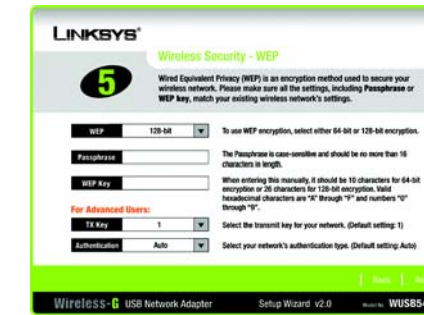 LINKSYS®
Wireless Security - WEP
5
Wired Equivalent Privacy (WEP) is an encryption method used to secure your
wireless network. Please make sure all the settings, including Passphrase or
WEP key, match your existing wireless network's settings.
WEP 128-bit
To use WEP encryption, select either 64-bit or 128-bit encryption.
Passphrase
The Passphrase is case-sensitive and should be no more than 16
characters in length.
WEP Key
When entering this manually, it should be 10 characters for 64-bit
encryption or 26 characters for 128-bit encryption. Valid
hexadecimal characters are "A" through "F" and numbers "0"
through "9".
For Advanced Users:
TX Key 1
Select the transmit key for your network. (Default setting: 1)
Authentication Auto
Select your network's authentication type. (Default setting: Auto)
Back
Wireless-G USB Network Adapter Setup Wizard v2.0 WUSB54